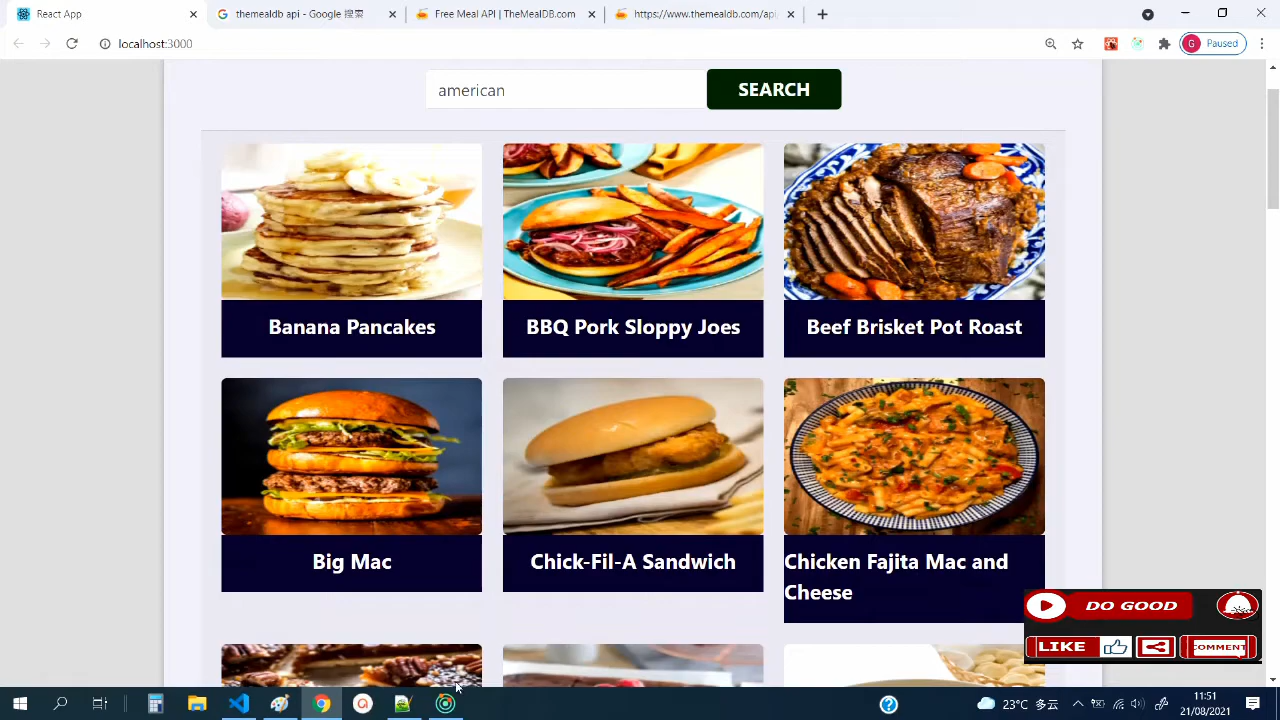 React App
themealdb api - Google 搜索
Free Meal API | TheMealDB.com
https://www.themealdb.com/api
localhost:3000
G
Paused
american
SEARCH
Banana Pancakes
BBQ Pork Sloppy Joes
Beef Brisket Pot Roast
Big Mac
Chick-Fil-A Sandwich
Chicken Fajita Mac and
Cheese
DO GOOD
LIKE
COMMENT
23°C 多云
11:51
21/08/2021